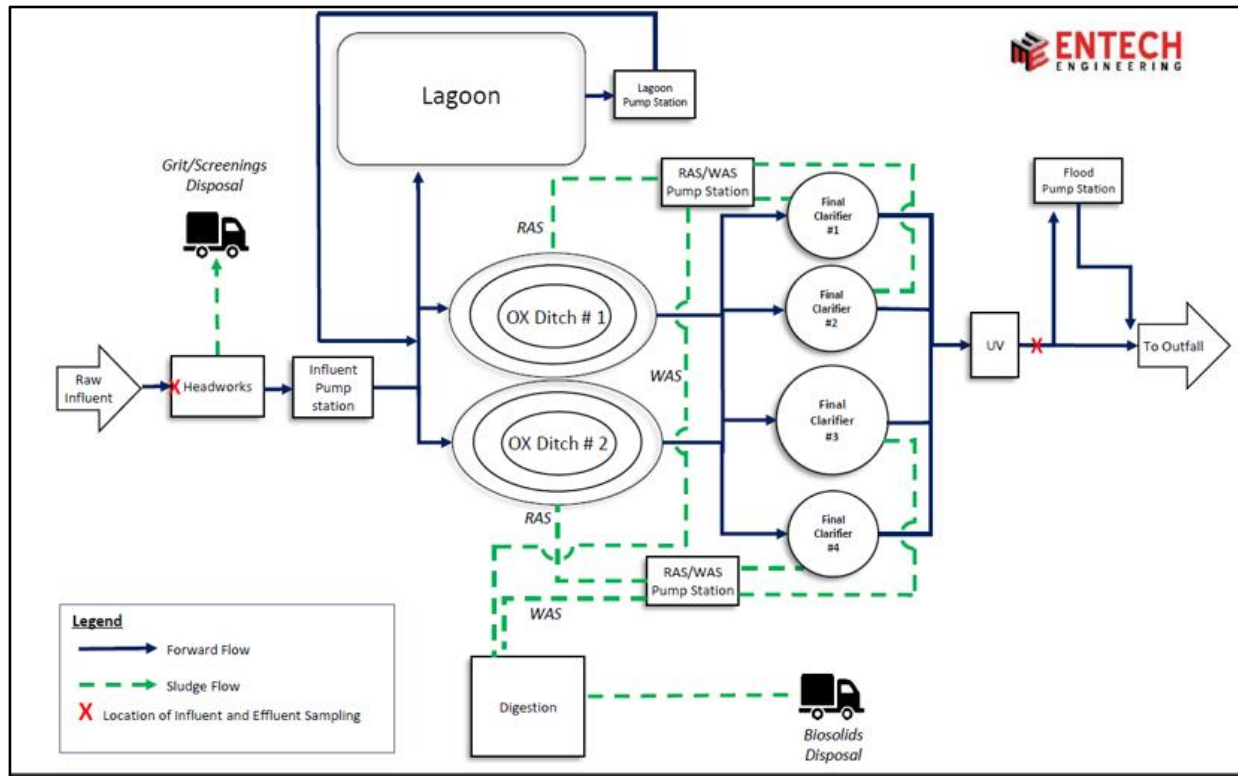 ENTECH
ENGINEERING
Lagoon
Lagoon
Pump Station
Grit/Screenings
Disposal
RAS/WAS
Pump Station
Flood
Pump Station
Final
Clarifier
#1
RAS
OX Ditch # 1
Final
Clarifier
#2
UV
To Outfall
Raw
Influent
X
Headworks
Influent
Pump
station
WAS
X
OX Ditch # 2
Final
Clarifier
#3
RAS
Final
Clarifier
#4
RAS/WAS
Pump Station
WAS
Legend
Forward Flow
Sludge Flow
X Location of Influent and Effluent Sampling
Digestion
Biosolids
Disposal